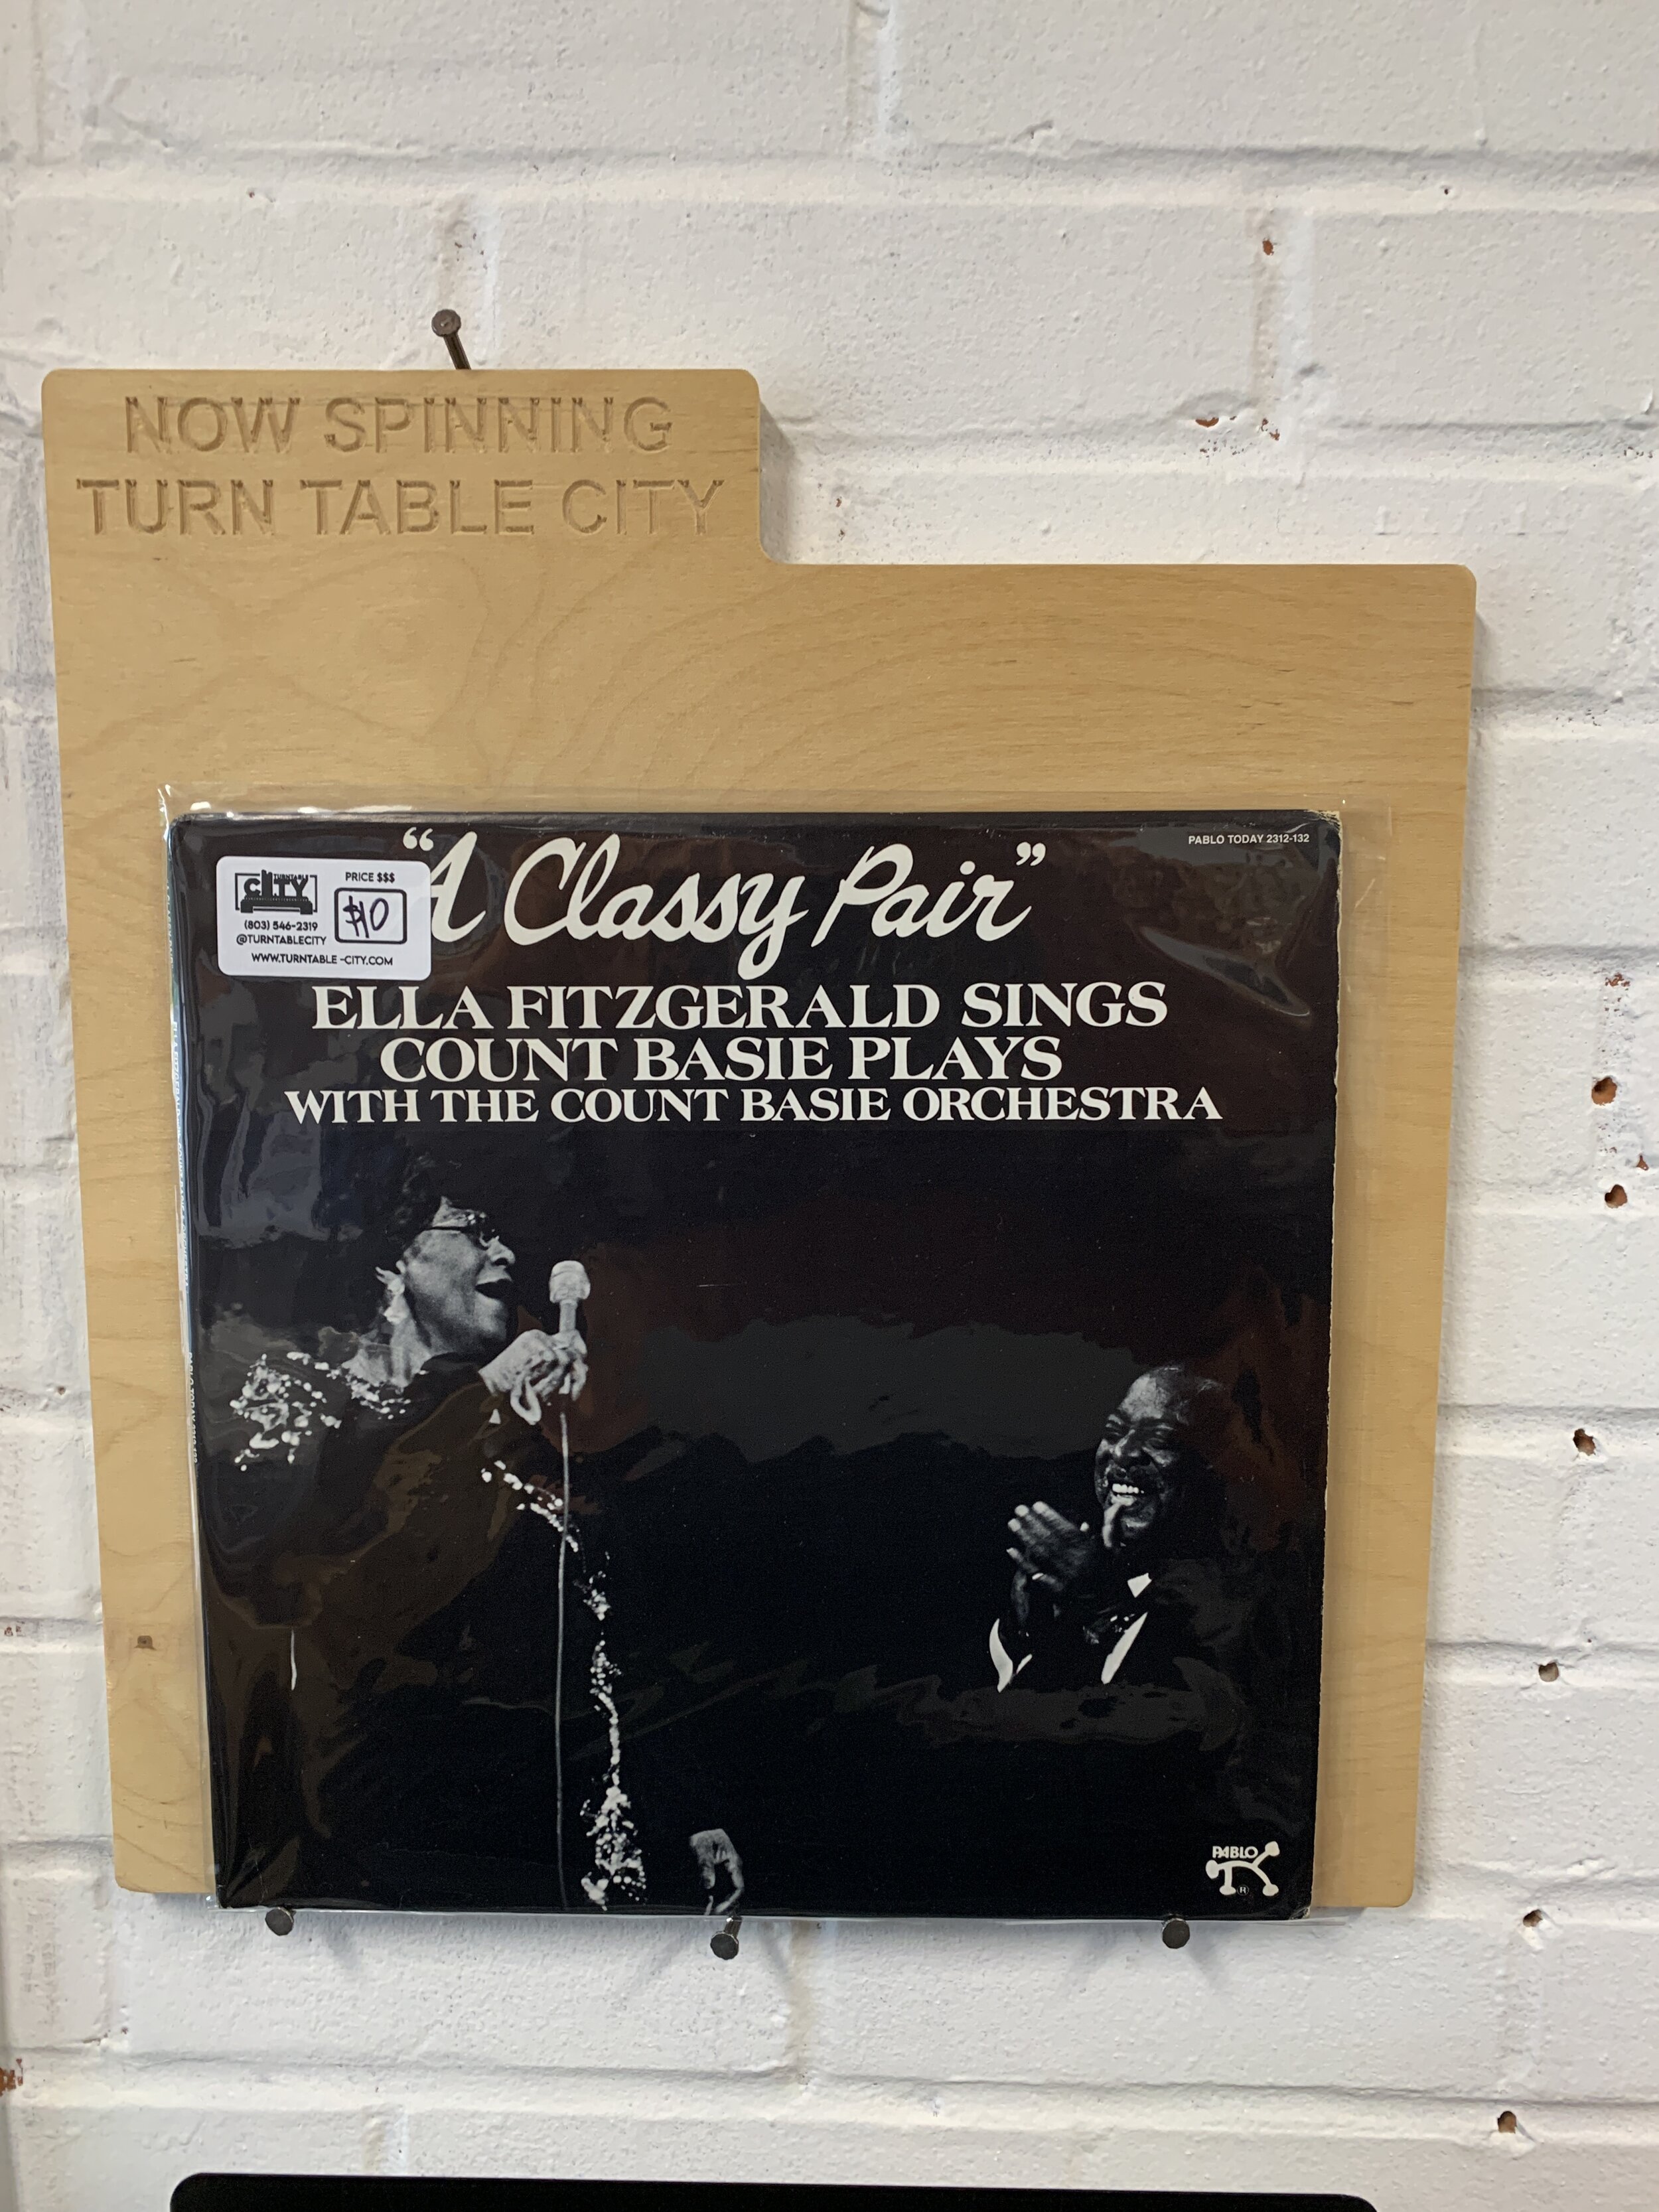 NOW SPINNING
TURN TABLE CITY
"A Classy Pair"
PABLO TODAY 2312-132
TURNTABLE
CITY
PRICE $$$
$10
(803) 546-2319
@TURNTABLECITY
WWW.TURNTABLE-CITY.COM
ELLA FITZGERALD SINGS
COUNT BASIE PLAYS
WITH THE COUNT BASIE ORCHESTRA
PABLO
®